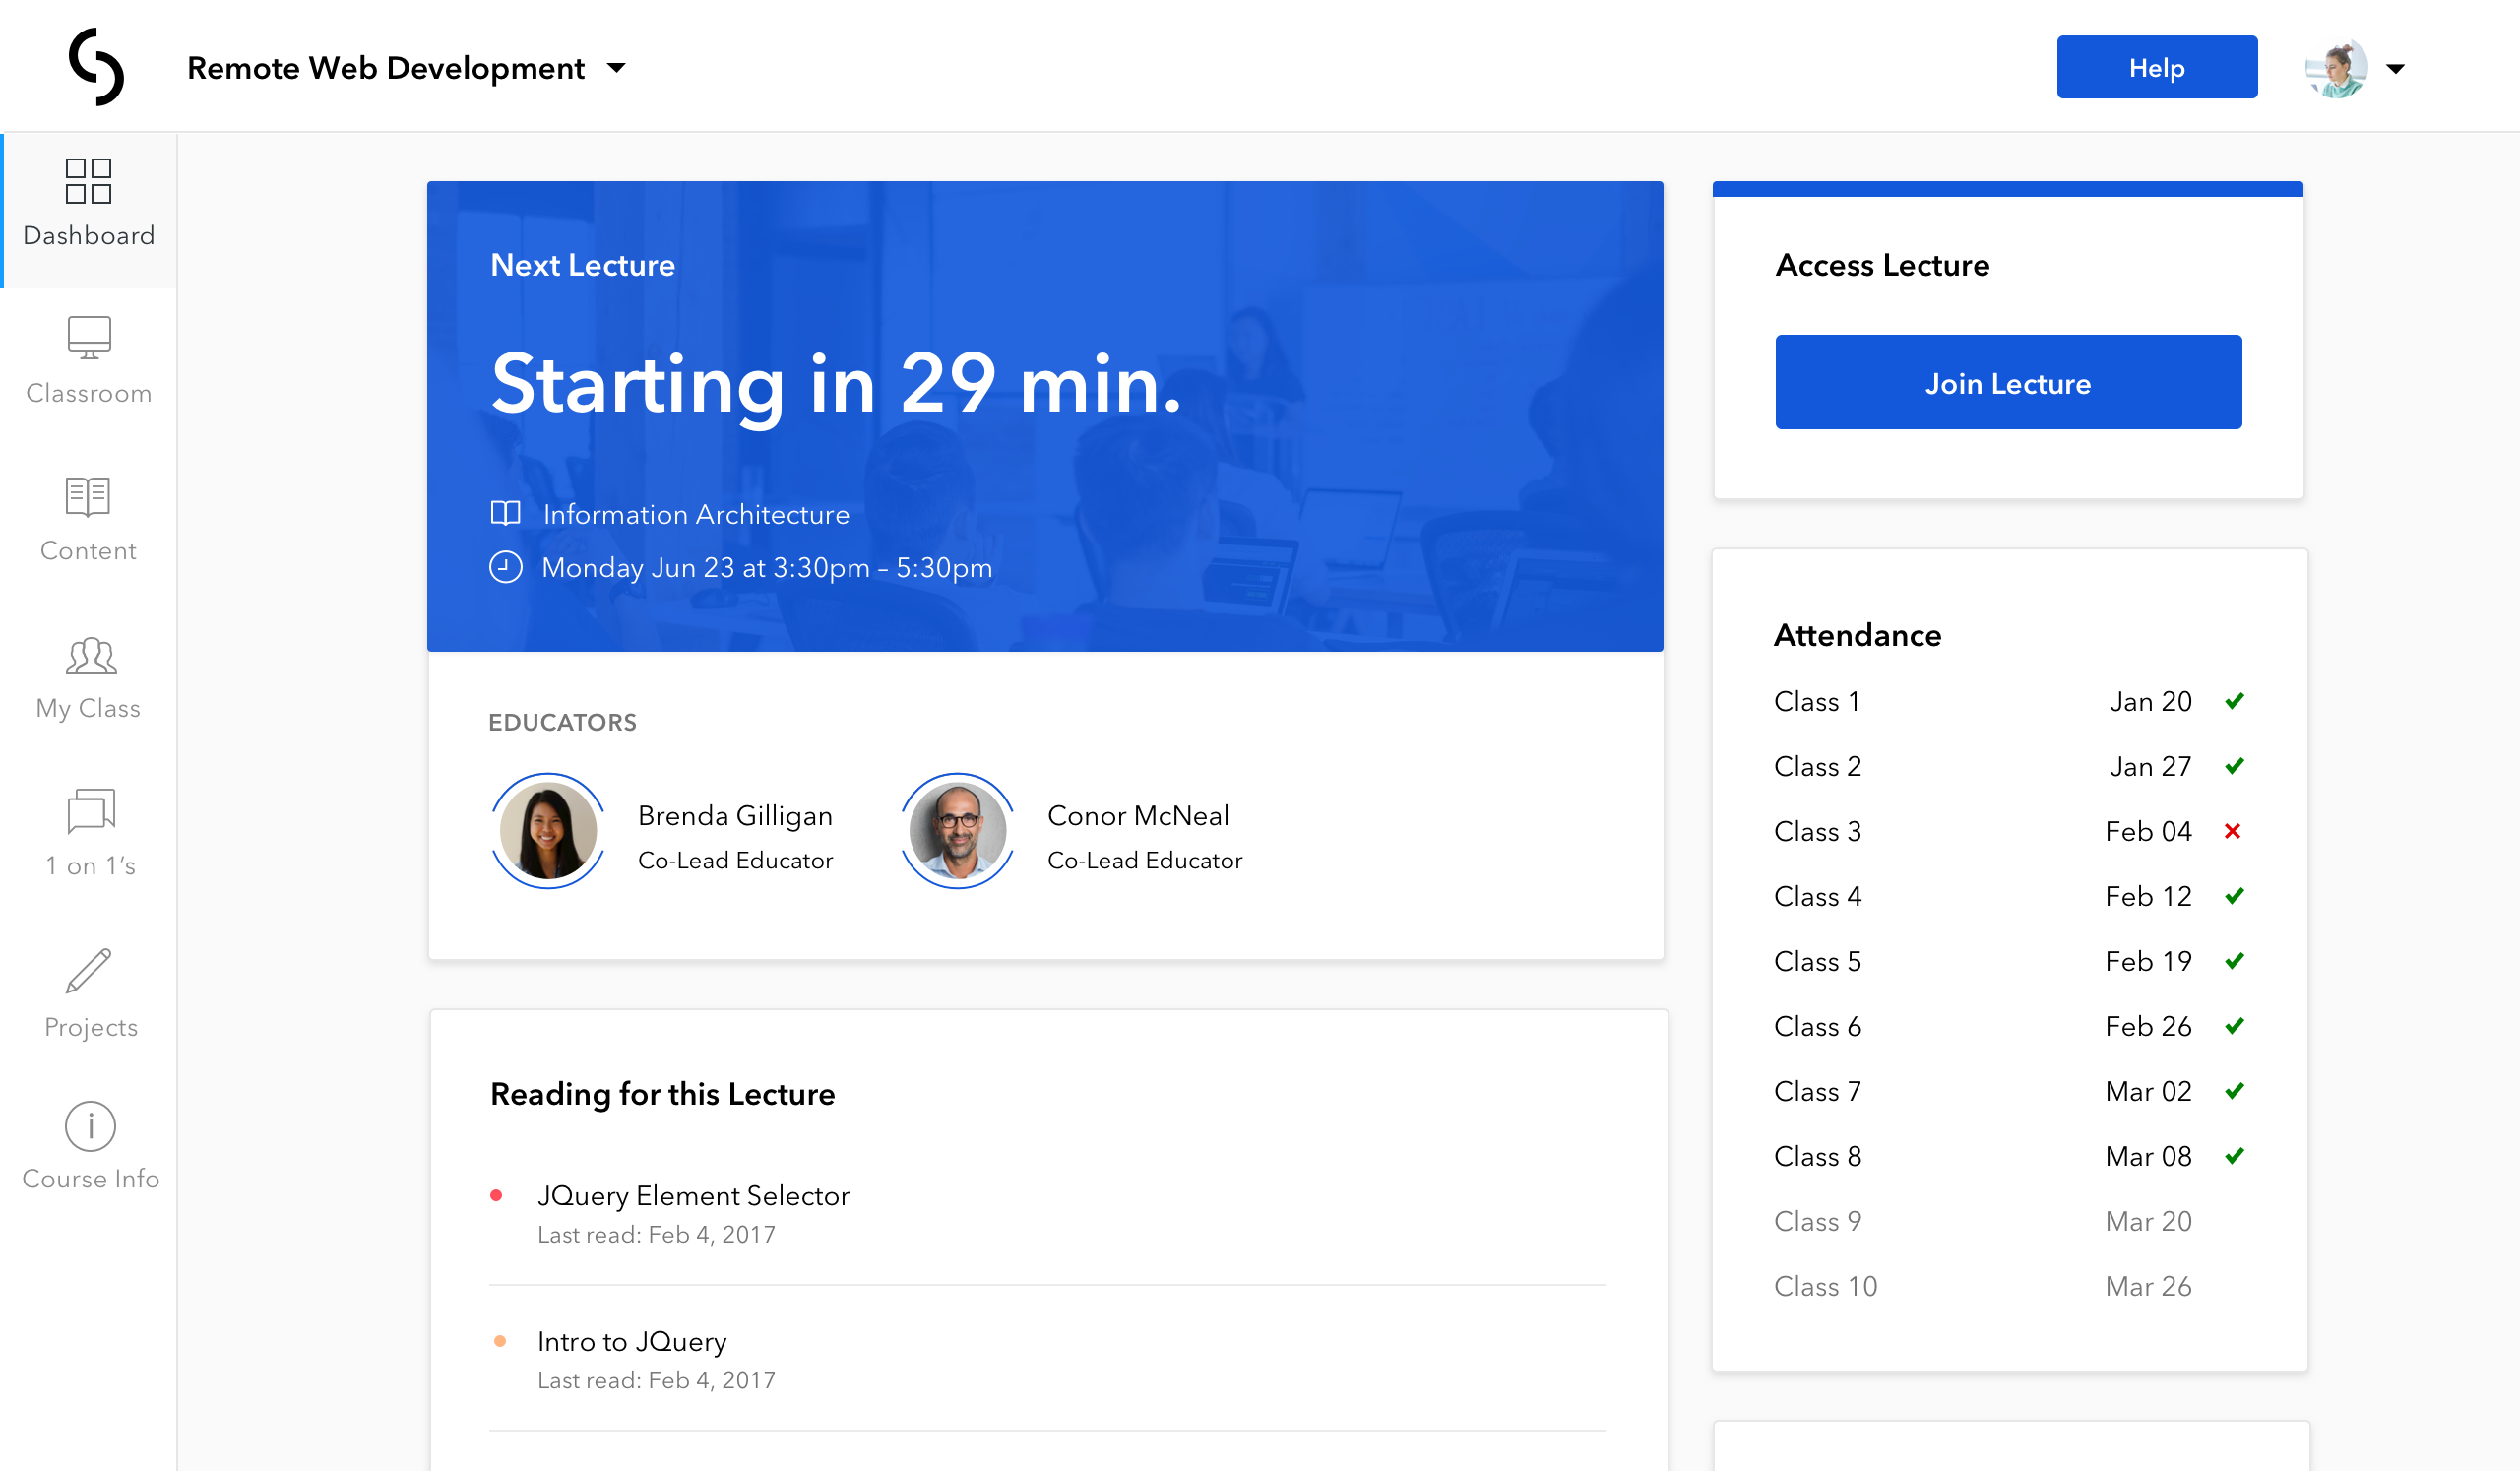 Remote Web Development
Help
Dashboard
Classroom
Content
My Class
1 on 1’s
Projects
Course Info
Next Lecture
Starting in 29 min.
Information Architecture
Monday Jun 23 at 3:30pm – 5:30pm
EDUCATORS
Brenda Gilligan
Co-Lead Educator
Conor McNeal
Co-Lead Educator
Reading for this Lecture
JQuery Element Selector
Last read: Feb 4, 2017
Intro to JQuery
Last read: Feb 4, 2017
Access Lecture
Join Lecture
Attendance
Class 1 Jan 20
Class 2 Jan 27
Class 3 Feb 04
Class 4 Feb 12
Class 5 Feb 19
Class 6 Feb 26
Class 7 Mar 02
Class 8 Mar 08
Class 9 Mar 20
Class 10 Mar 26